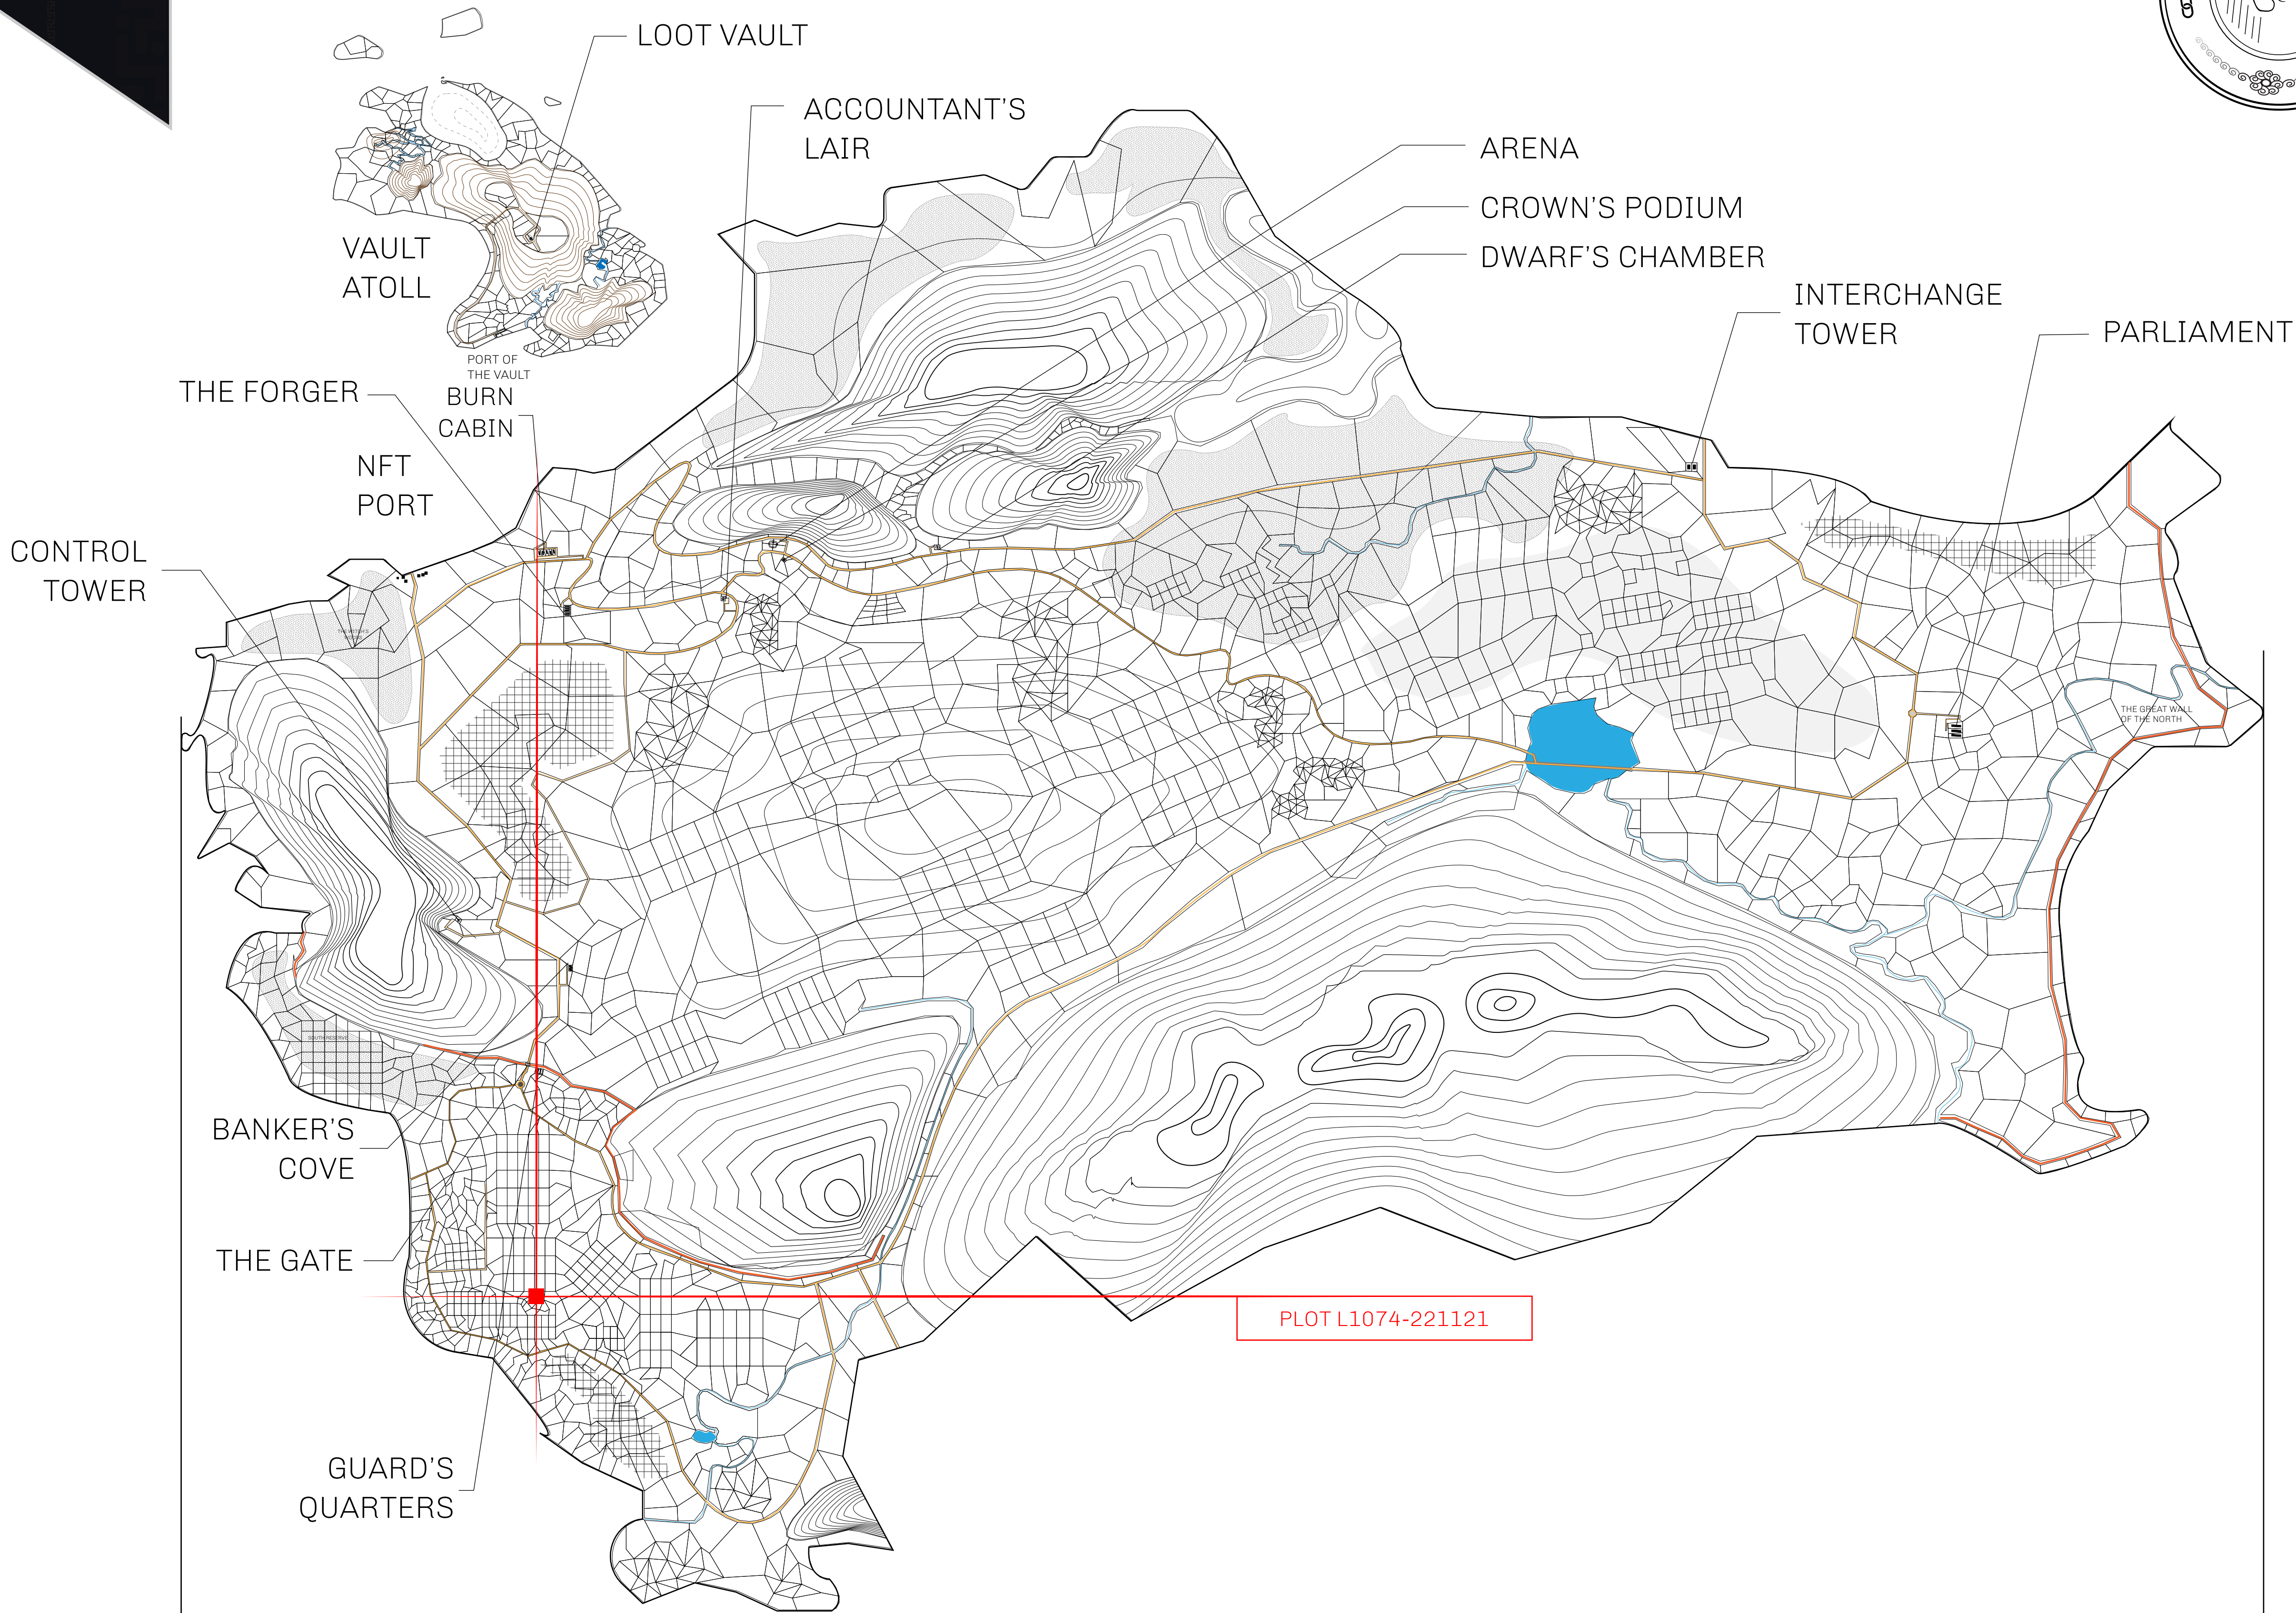 LOOT VAULT
ACCOUNTANT'S
LAIR
ARENA
CROWN'S PODIUM
DWARF'S CHAMBER
VAULT
ATOLL
INTERCHANGE
TOWER
PARLIAMENT
PORT OF
THE VAULT
THE FORGER
BURN
CABIN
NFT
PORT
CONTROL
TOWER
THE GREAT WALL
OF THE NORTH
SOUTH RESERVE
BANKER'S
COVE
THE GATE
PLOT L1074-221121
GUARD'S
QUARTERS